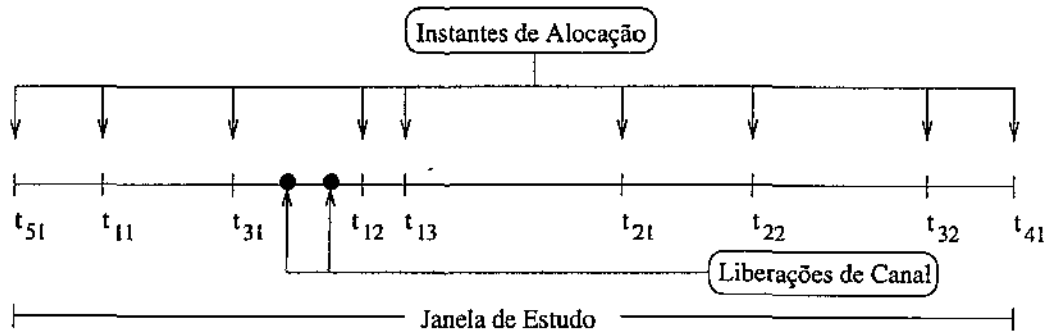 Instantes de Alocação
t51 t11 t31 t12 t13 t21 t22 t32 t41
Liberações de Canal
Janela de Estudo